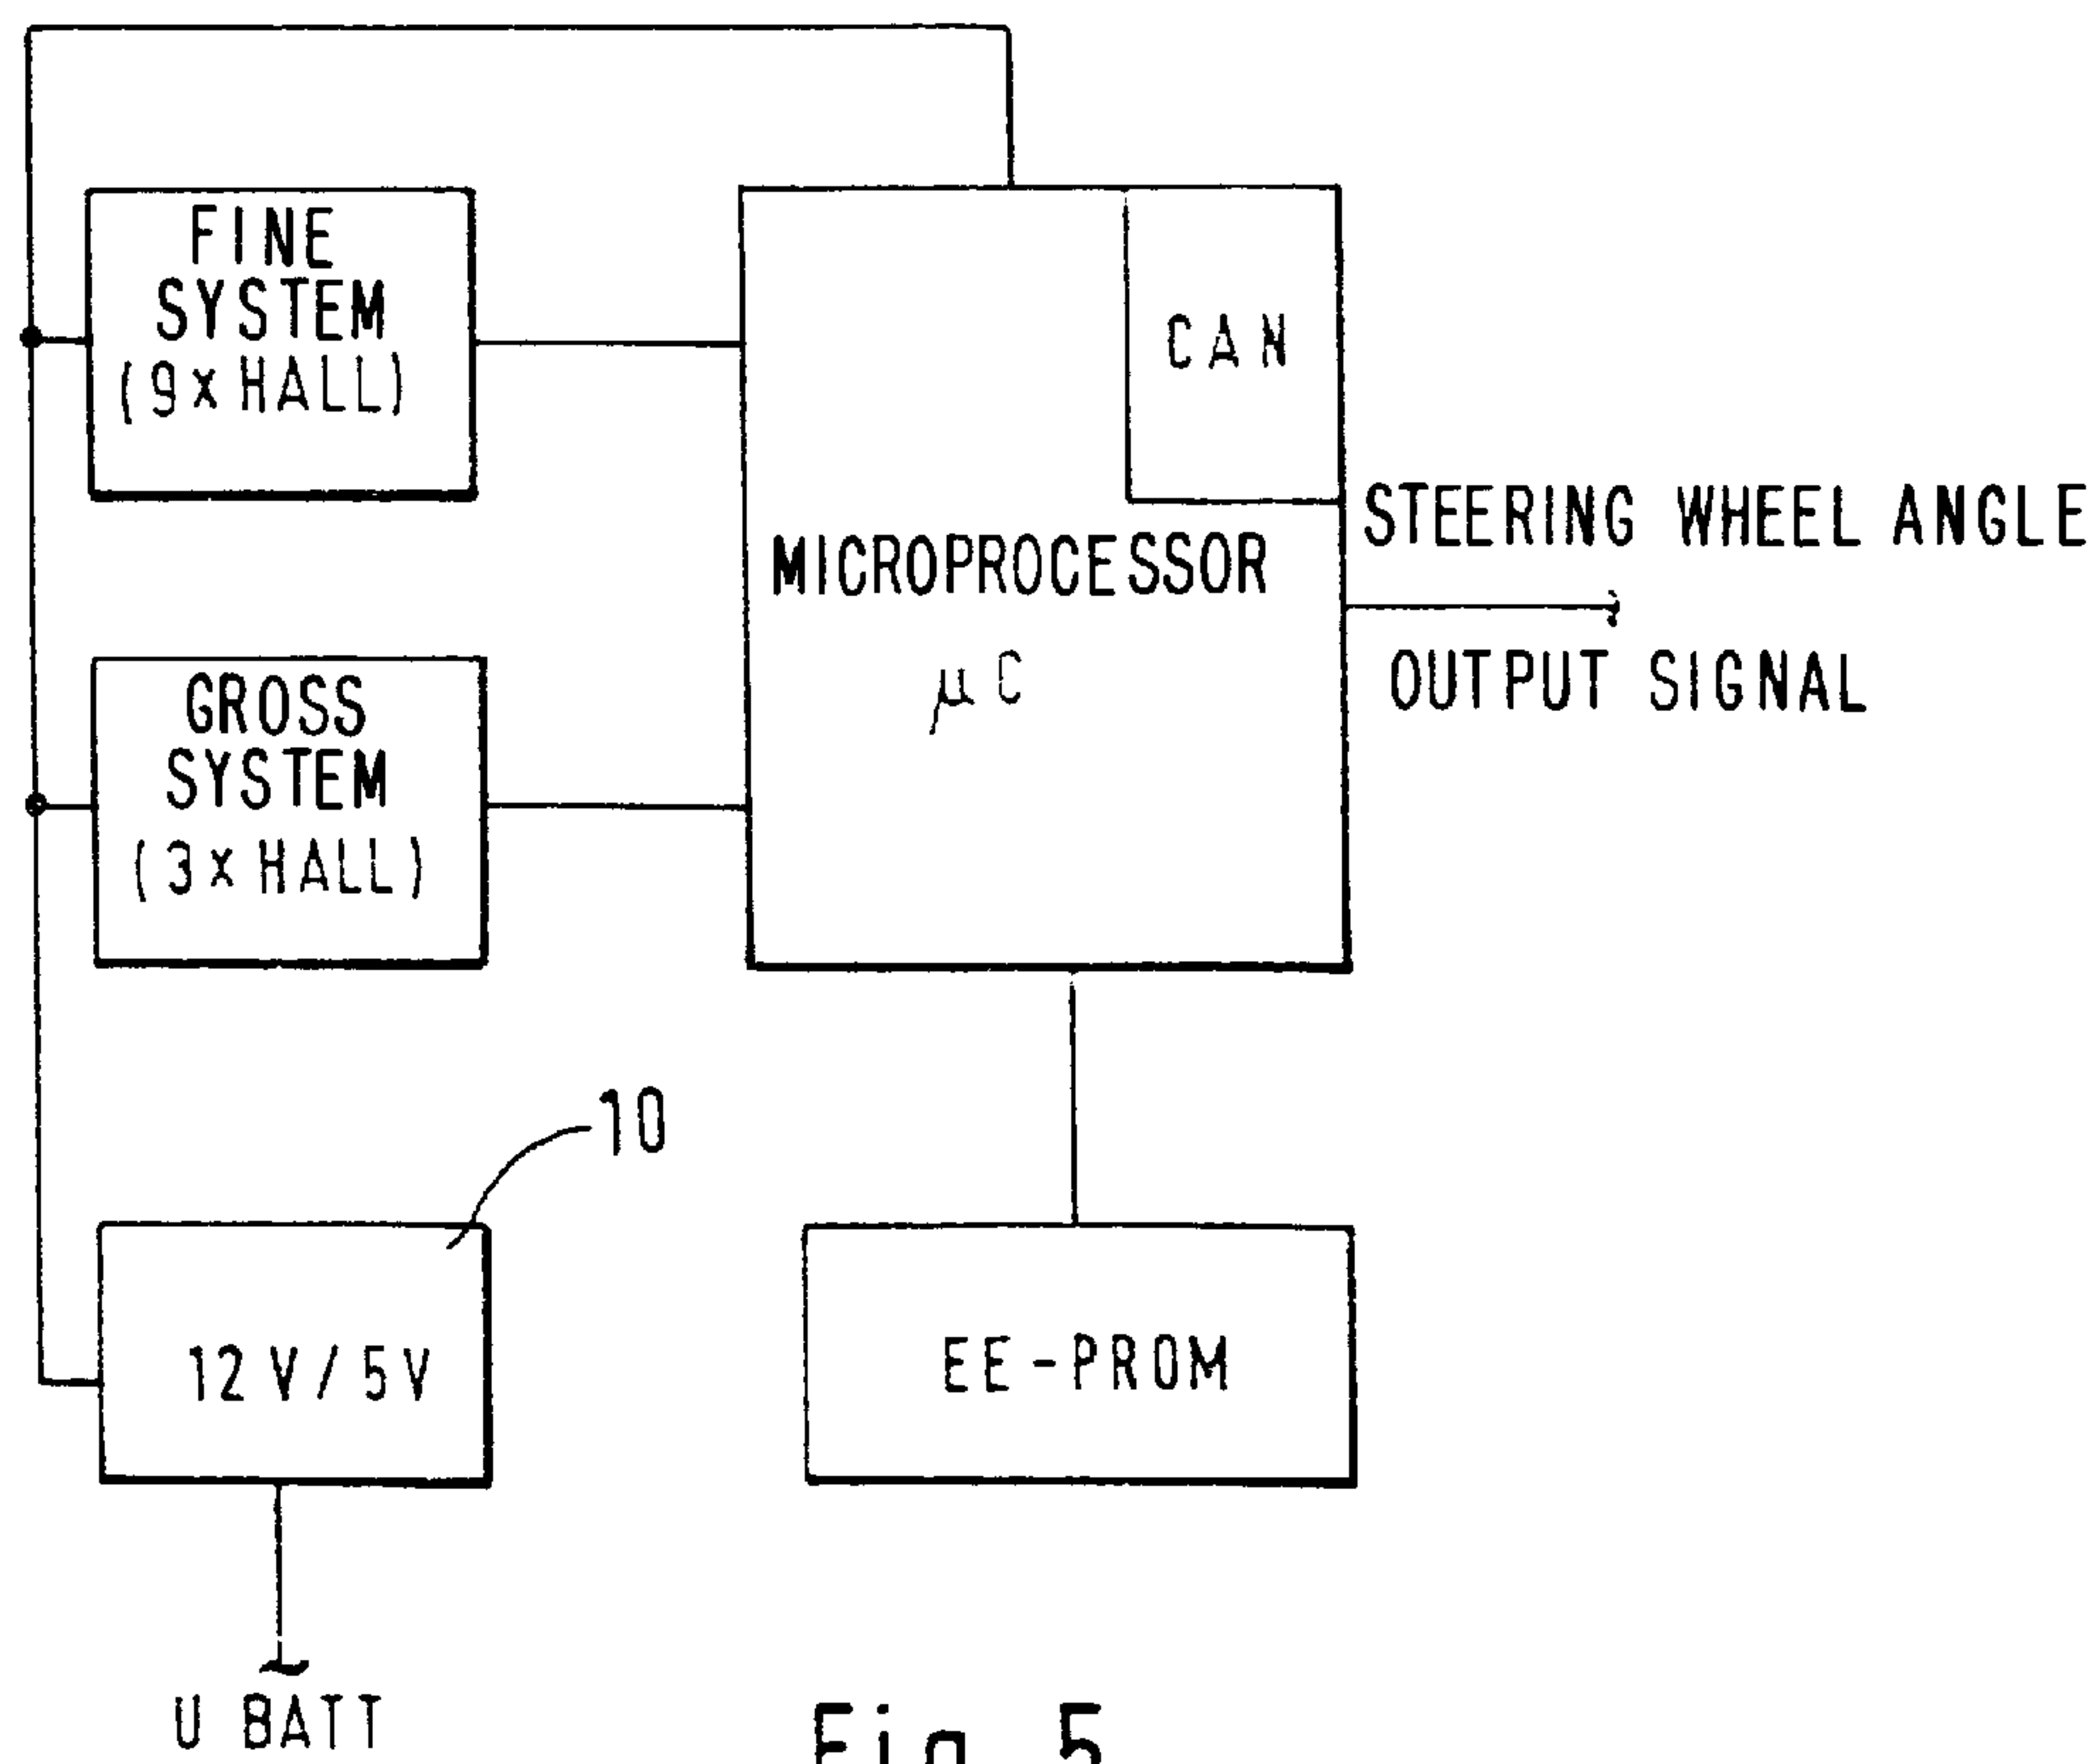 FINE
SYSTEM
(9xHALL)
CAN
STEERING WHEEL ANGLE
MICROPROCESSOR
µC
OUTPUT SIGNAL
GROSS
SYSTEM
(3xHALL)
10
12V/5V
EE-PROM
U BATT
Fig 5